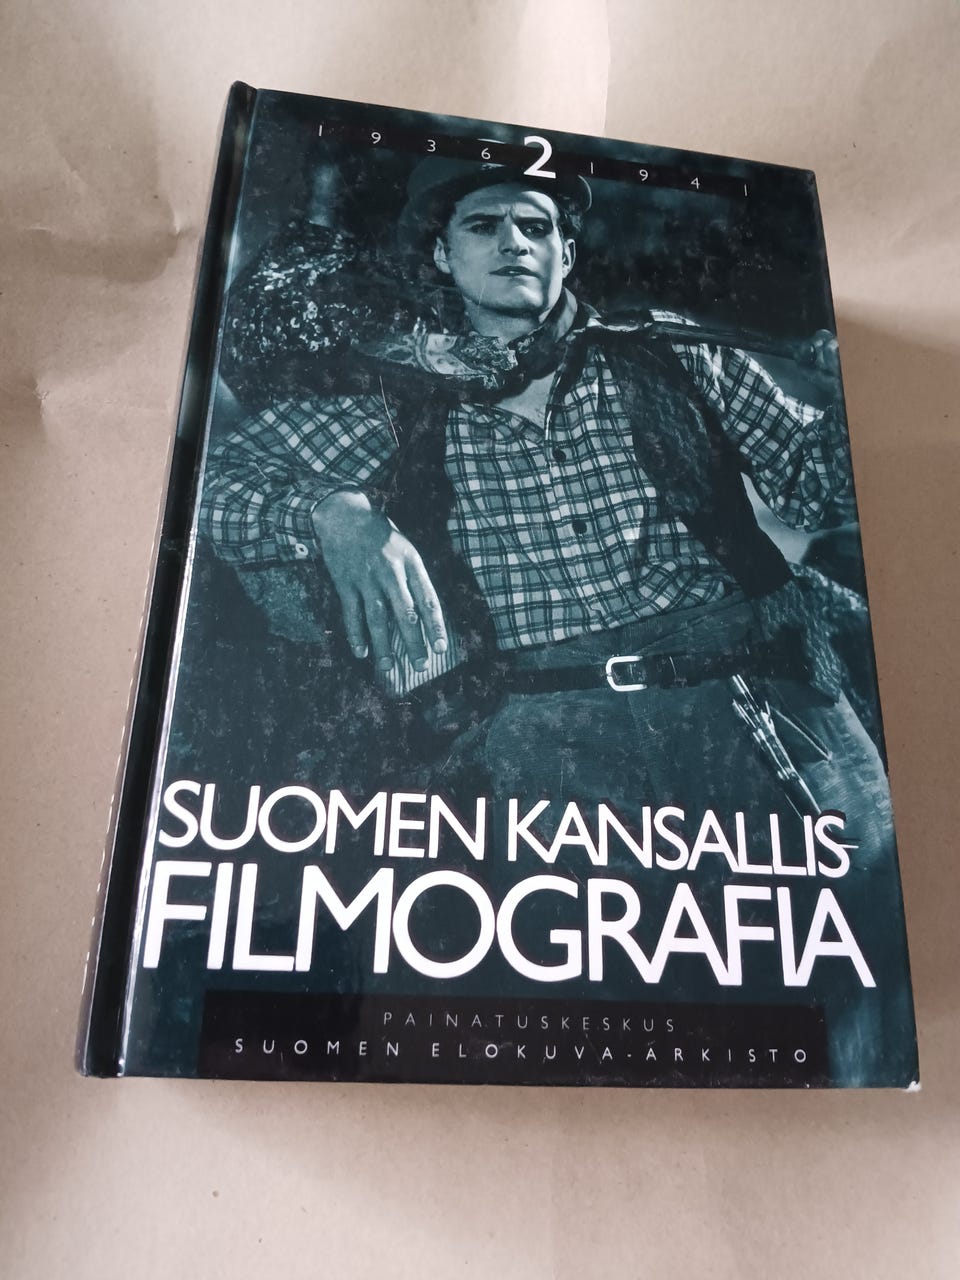 1936 2 1941
SUOMEN KANSALLIS-
FILMOGRAFIA
PAINATUSKESKUS
SUOMEN ELOKUVA-ARKISTO